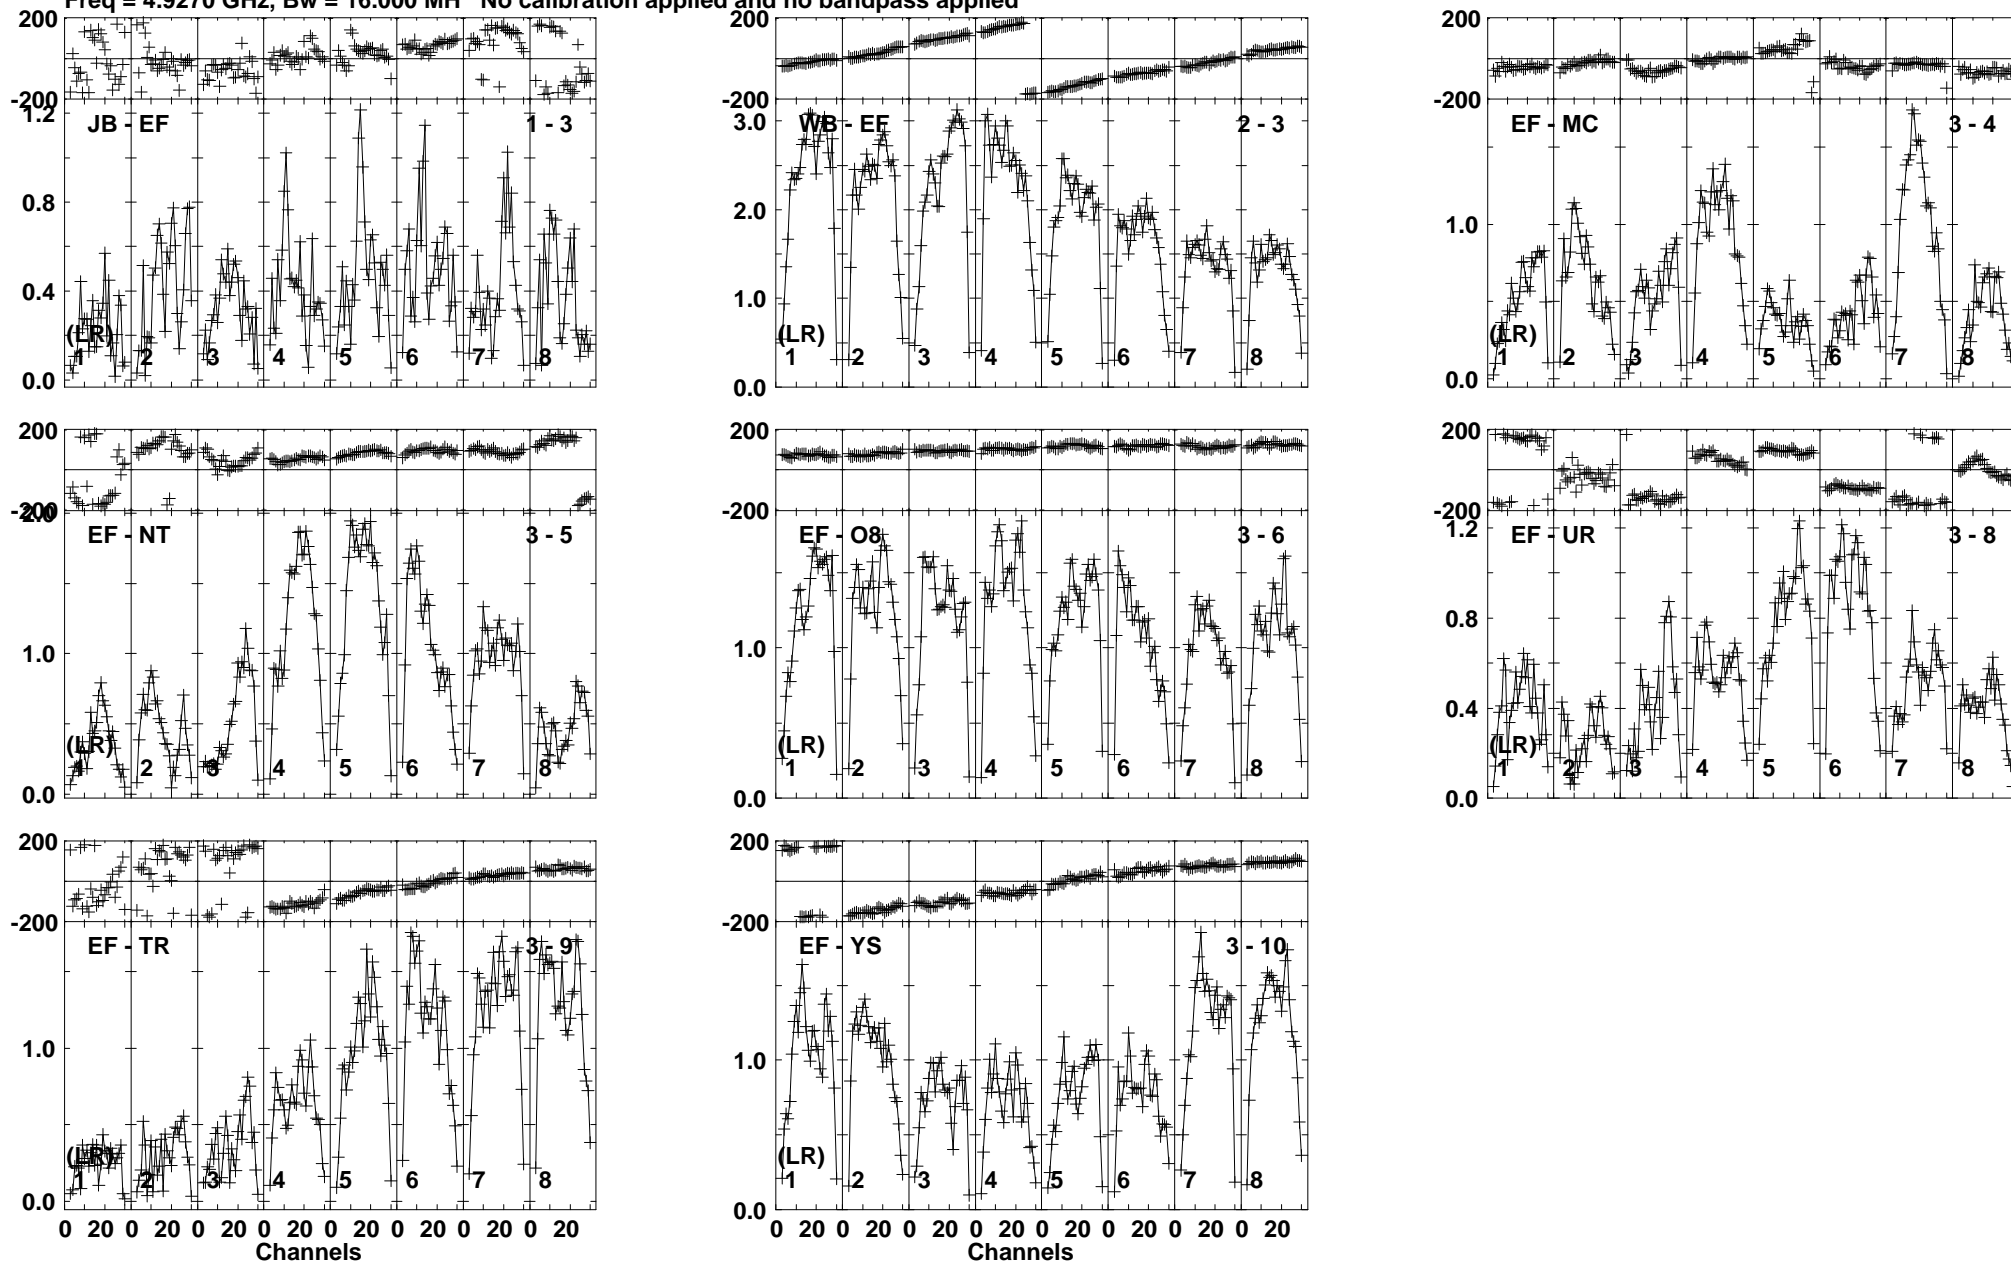 Freq = 4.9270 GHz, Bw = 16.000 MH No calibration applied and no bandpass applied
200 200 200
-200 -200 -200
JB - EF 1 - 3 WB - EF 2 - 3 EF - MC 3 - 4
1.2 3.0
0.8 2.0 1.0
0.4 1.0
(LR) (LR) (LR)
1 2 3 4 5 6 7 8 1 2 3 4 5 6 7 8 1 2 3 4 5 6 7 8
0.0 0.0 0.0
200 200 200
-200 -200 -200
2.0
EF - NT 3 - 5 EF - O8 3 - 6 EF - UR 3 - 8
1.2
0.8
1.0 1.0
0.4
(LR) (LR) (LR)
1 2 3 4 5 6 7 8 1 2 3 4 5 6 7 8 1 2 3 4 5 6 7 8
0.0 0.0 0.0
200 200
-200 -200
EF - TR 3 - 9 EF - YS 3 - 10
1.0 1.0
(LR) (LR)
1 2 3 4 5 6 7 8 1 2 3 4 5 6 7 8
0.0 0.0
0 20 0 20 0 20 0 20 0 20 0 20 0 20 0 20 0 20 0 20 0 20 0 20 0 20 0 20 0 20 0 20
Channels Channels